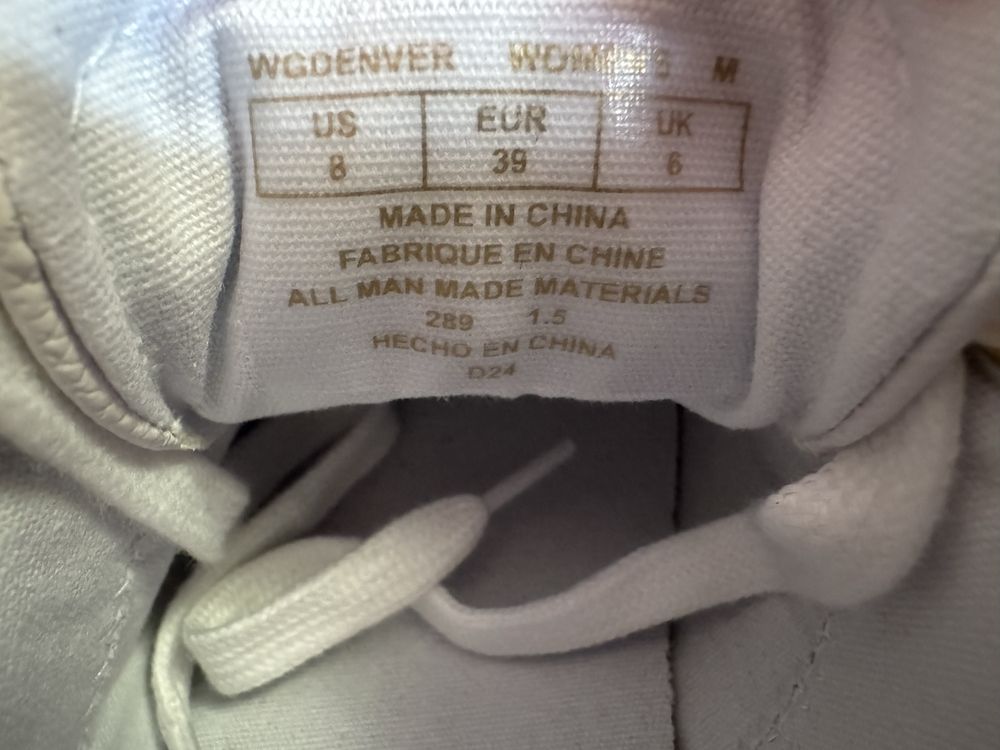 WGDENVER WOMEN'S M
US EUR UK
8 39 6
MADE IN CHINA
FABRIQUE EN CHINE
ALL MAN MADE MATERIALS
289 1.5
HECHO EN CHINA
D24